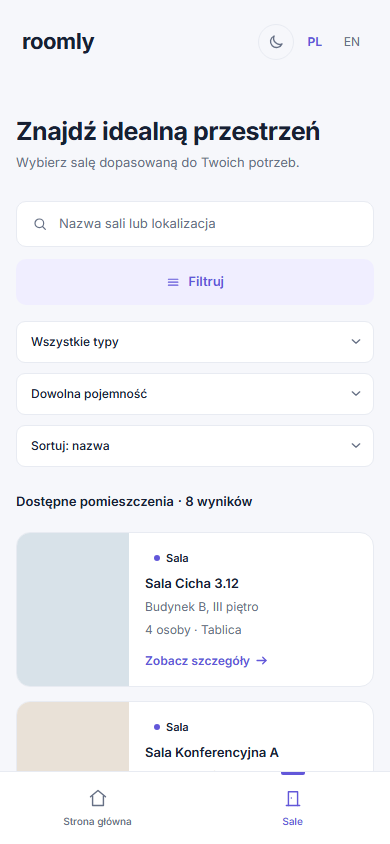 roomly
PL EN
Znajdź idealną przestrzeń
Wybierz salę dopasowaną do Twoich potrzeb.
Nazwa sali lub lokalizacja
Filtruj
Wszystkie typy
Dowolna pojemność
Sortuj: nazwa
Dostępne pomieszczenia · 8 wyników
Sala
Sala Cicha 3.12
Budynek B, III piętro
4 osoby · Tablica
Zobacz szczegóły →
Sala
Sala Konferencyjna A
Strona główna
Sale